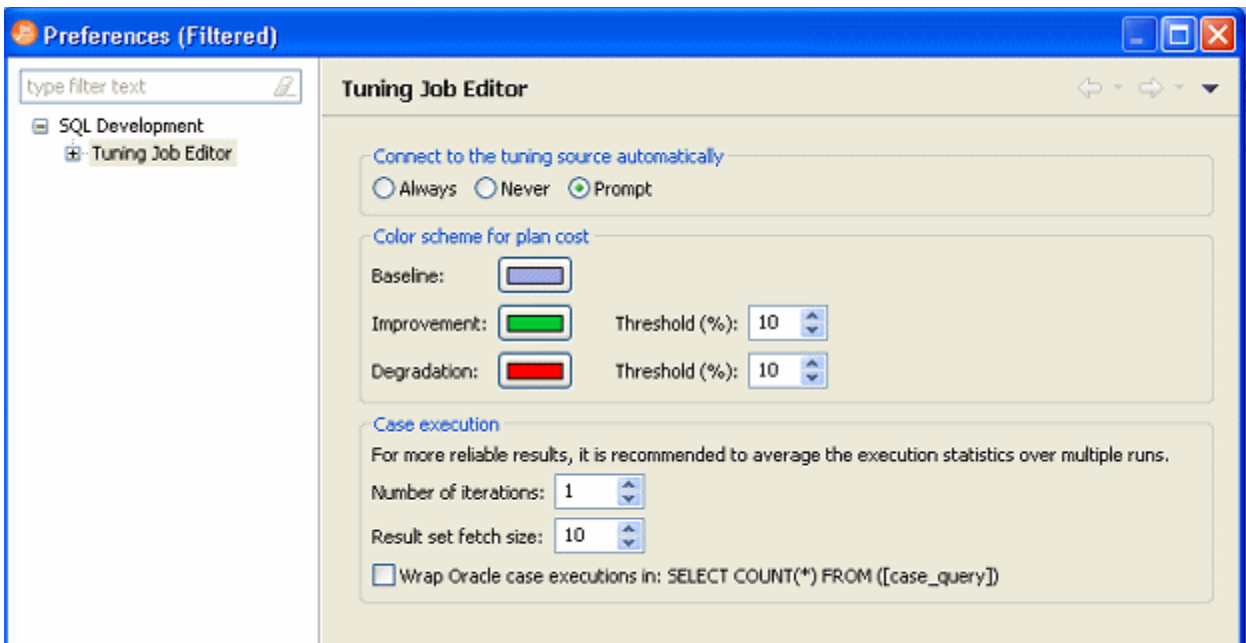 Preferences (Filtered)
type filter text
SQL Development
Tuning Job Editor
Tuning Job Editor
Connect to the tuning source automatically
Always Never Prompt
Color scheme for plan cost
Baseline:
Improvement: Threshold (%): 10
Degradation: Threshold (%): 10
Case execution
For more reliable results, it is recommended to average the execution statistics over multiple runs.
Number of iterations: 1
Result set fetch size: 10
Wrap Oracle case executions in: SELECT COUNT(*) FROM ([case_query])